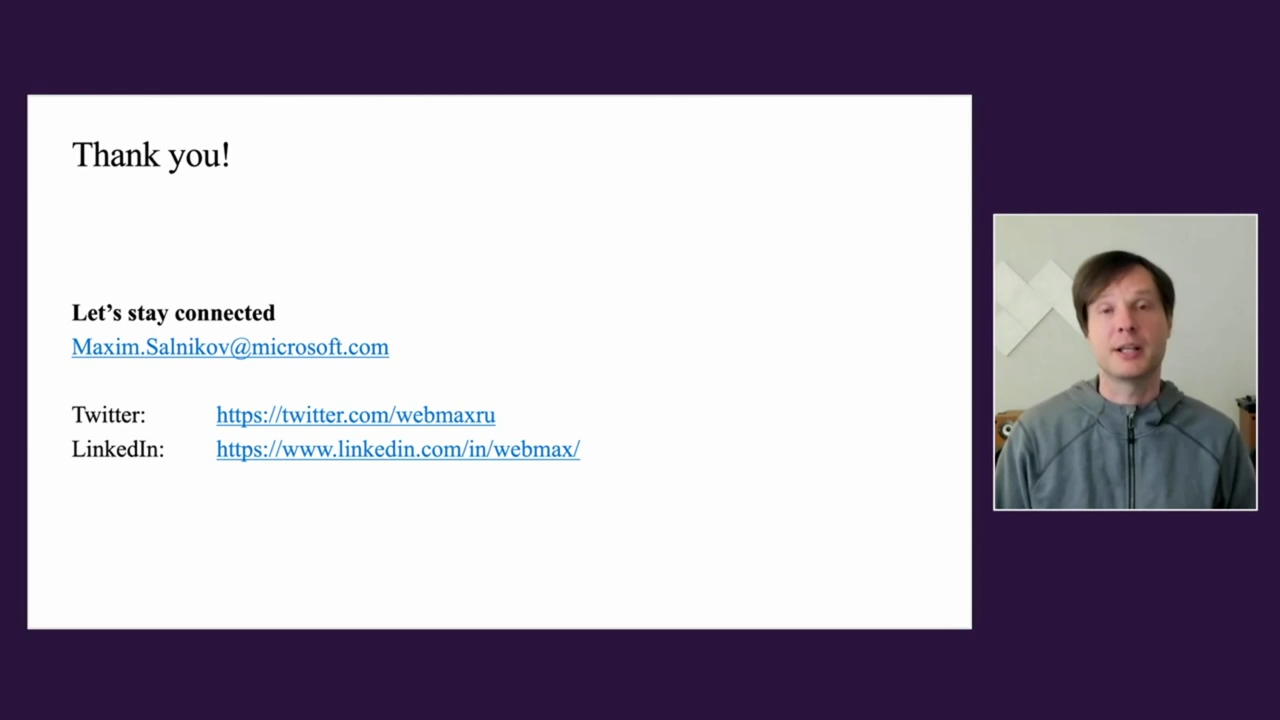 Thank you!
Let’s stay connected
Maxim.Salnikov@microsoft.com
Twitter: https://twitter.com/webmaxru
LinkedIn: https://www.linkedin.com/in/webmax/